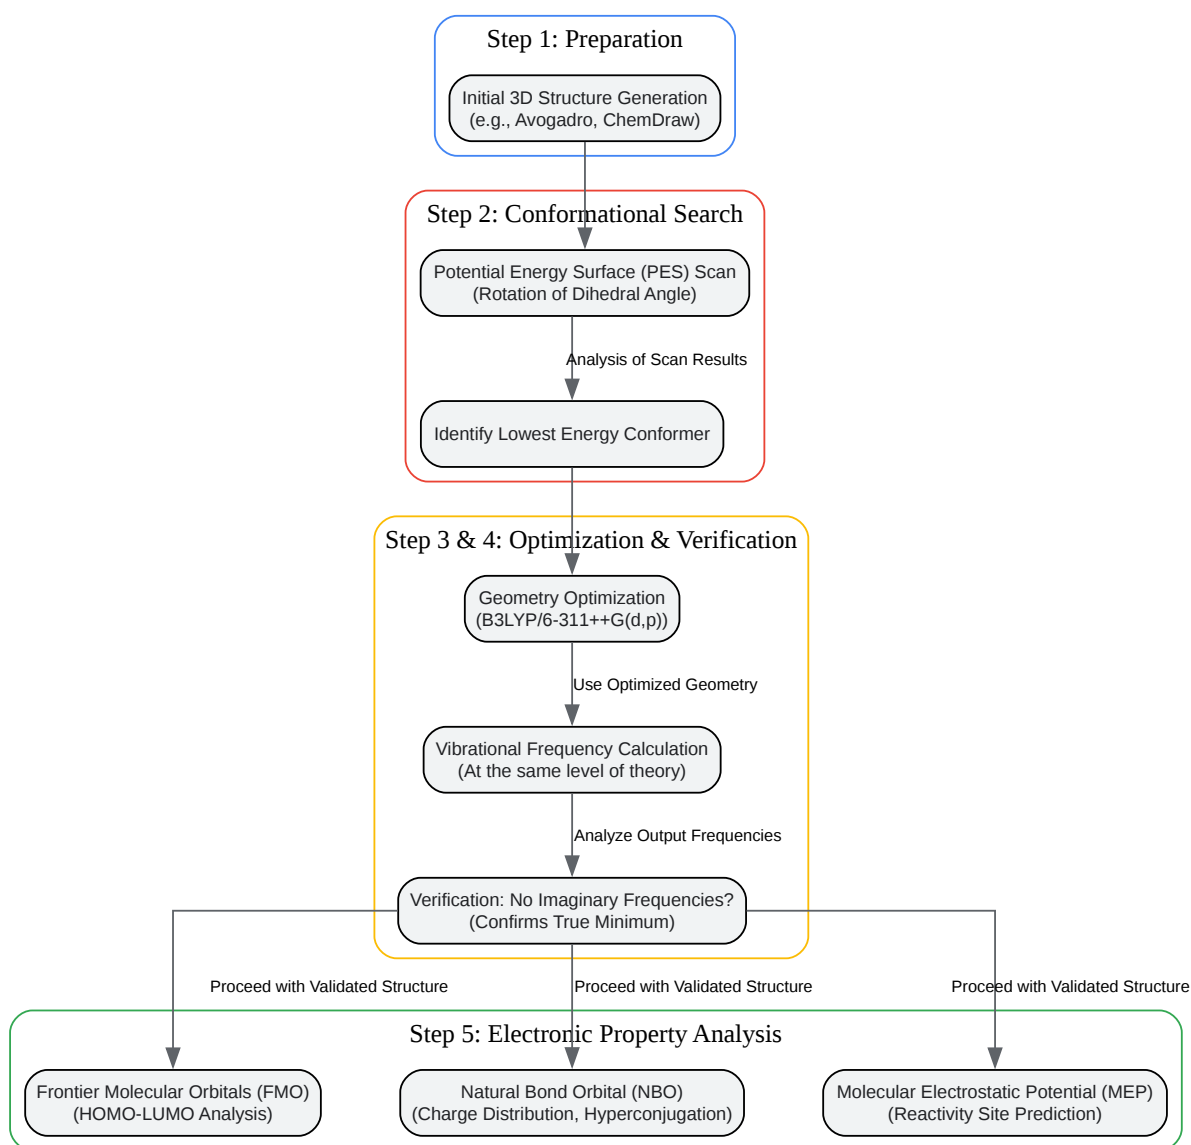 Step 1: Preparation
Initial 3D Structure Generation
(e.g., Avogadro, ChemDraw)
Step 2: Conformational Search
Potential Energy Surface (PES) Scan
(Rotation of Dihedral Angle)
Analysis of Scan Results
Identify Lowest Energy Conformer
Step 3 & 4: Optimization & Verification
Geometry Optimization
(B3LYP/6-311++G(d,p))
Use Optimized Geometry
Vibrational Frequency Calculation
(At the same level of theory)
Analyze Output Frequencies
Verification: No Imaginary Frequencies?
(Confirms True Minimum)
Proceed with Validated Structure
Proceed with Validated Structure
Proceed with Validated Structure
Step 5: Electronic Property Analysis
Frontier Molecular Orbitals (FMO)
(HOMO-LUMO Analysis)
Natural Bond Orbital (NBO)
(Charge Distribution, Hyperconjugation)
Molecular Electrostatic Potential (MEP)
(Reactivity Site Prediction)